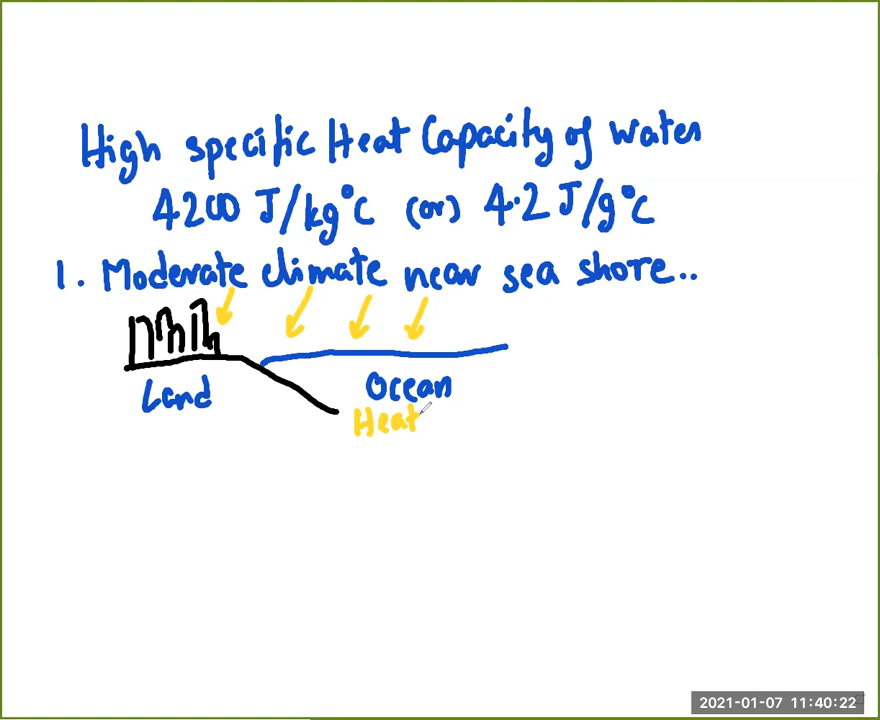 High specific Heat Capacity of water
4200 J/kg°C (or) 4.2 J/g°C
1. Moderate climate near sea shore..
Land
Ocean
Heat
2021-01-07 11:40:22